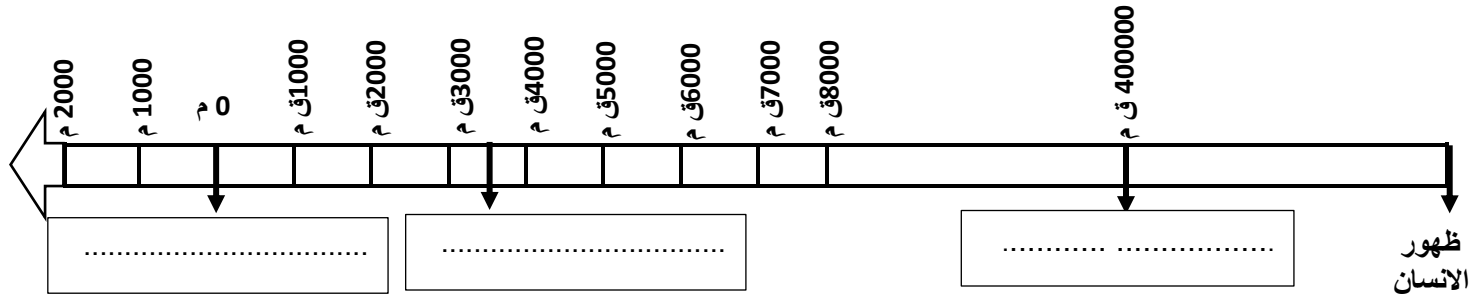 400000 ق م
8000ق م
7000ق م
6000ق م
5000ق م
4000ق م
3000ق م
2000ق م
1000ق م
0 م
1000 م
2000 م
................. ............
...............................
...............................
ظهور
الانسان